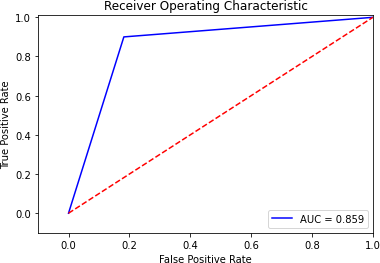 Receiver Operating Characteristic
True Positive Rate
1.0
0.8
0.6
0.4
0.2
0.0
AUC = 0.859
0.0 0.2 0.4 0.6 0.8 1.0
False Positive Rate